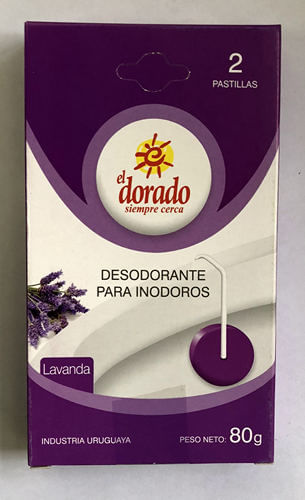 2
PASTILLAS
el
dorado
siempre cerca
DESODORANTE
PARA INODOROS
Lavanda
INDUSTRIA URUGUAYA
PESO NETO: 80g